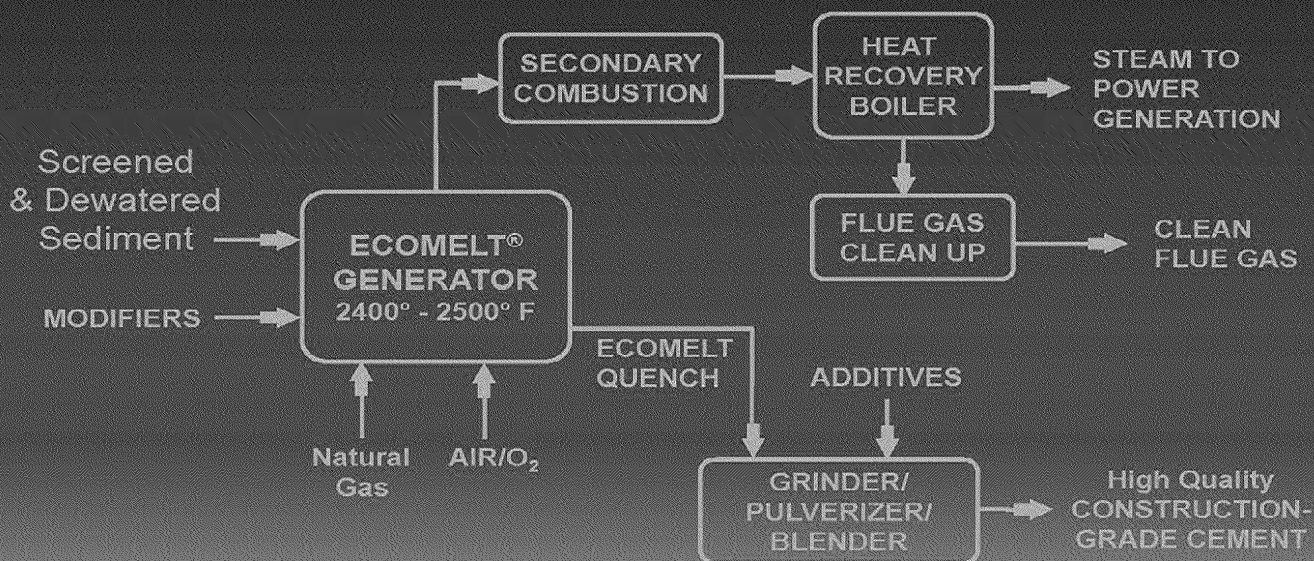 SECONDARY
COMBUSTION
HEAT
RECOVERY
BOILER
STEAM TO
POWER
GENERATION
Screened
& Dewatered
Sediment
ECOMELT®
GENERATOR
2400° - 2500° F
FLUE GAS
CLEAN UP
CLEAN
FLUE GAS
MODIFIERS
ECOMELT
QUENCH
ADDITIVES
Natural
Gas
AIR/O₂
GRINDER/
PULVERIZER/
BLENDER
High Quality
CONSTRUCTION-
GRADE CEMENT